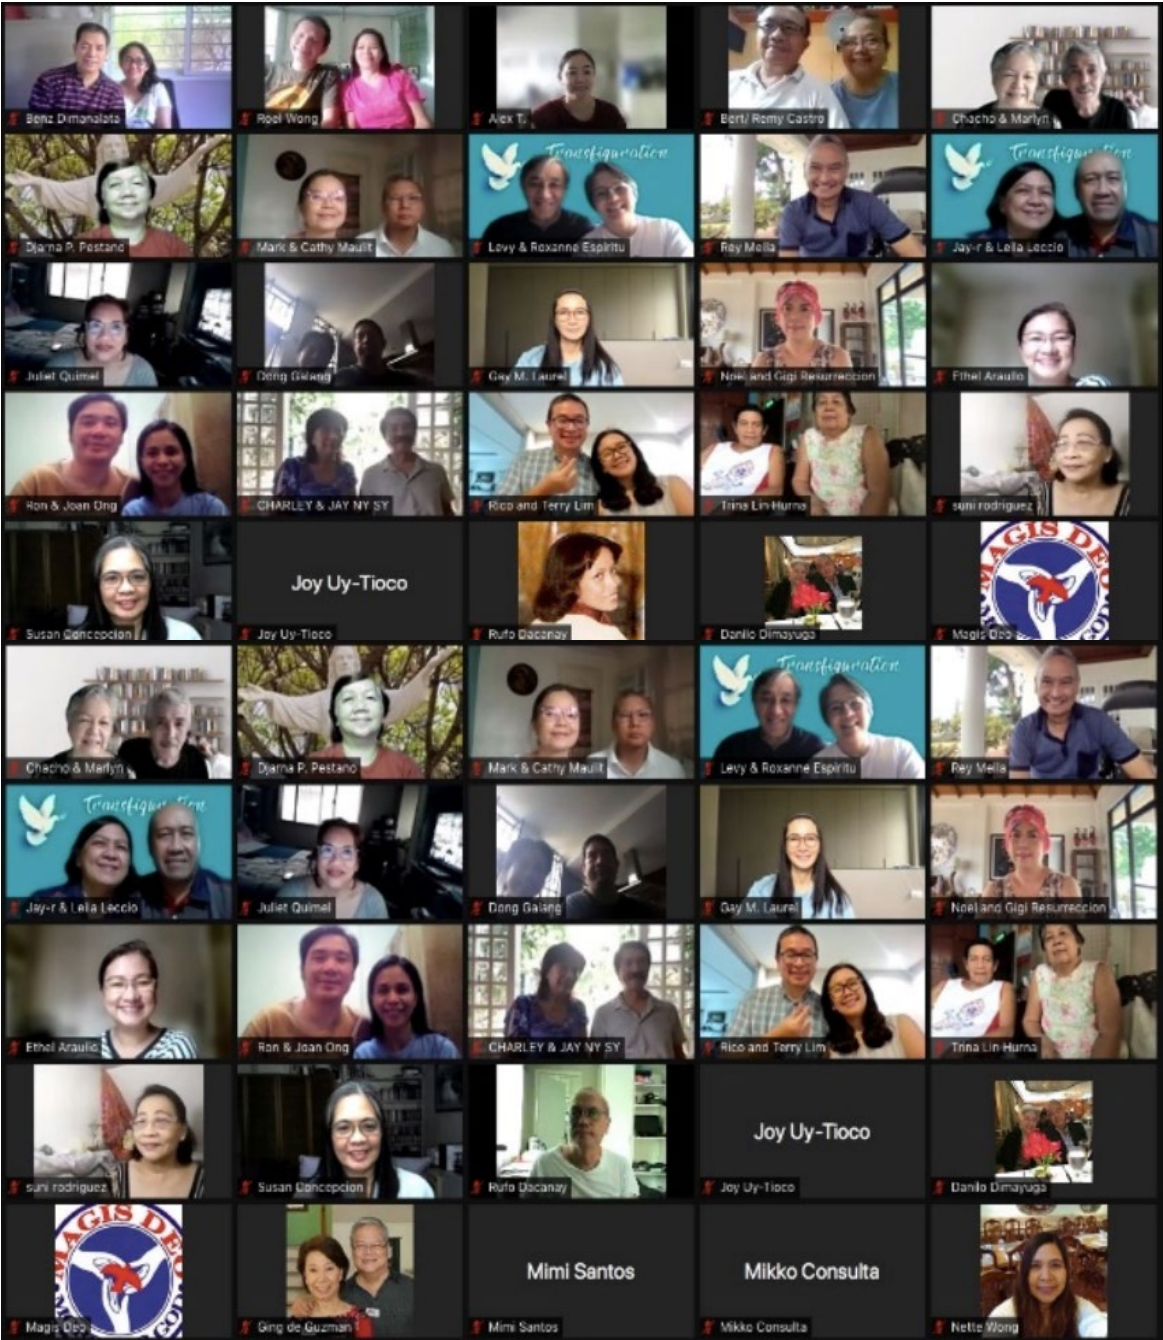 Benz Dimanalata
Roel Wong
Alex T.
Bert/ Remy Castro
Chacho & Marlyn
Djarna P. Pestano
Mark & Cathy Maulit
Transfiguration
Levy & Roxanne Espiritu
Rey Mella
Transfiguration
Jay-r & Leila Leccio
Juliet Quimel
Dong Galang
Gay M. Laurel
Noel and Gigi Resurreccion
Ethel Araullo
Ron & Joan Ong
CHARLEY & JAY NY SY
Rico and Terry Lim
Trina Lin-Hurna
suni rodriguez
Susan Concepcion
Joy Uy-Tioco
Joy Uy-Tioco
Rufo Dacanay
Danilo Dimayuga
MAGIS DEO
Magis Deo
Chacho & Marlyn
Djarna P. Pestano
Mark & Cathy Maulit
Transfiguration
Levy & Roxanne Espiritu
Rey Mella
Transfiguration
Jay-r & Leila Leccio
Juliet Quimel
Dong Galang
Gay M. Laurel
Noel and Gigi Resurreccion
Ethel Araullo
Ron & Joan Ong
CHARLEY & JAY NY SY
Rico and Terry Lim
Trina Lin-Hurna
suni rodriguez
Susan Concepcion
Rufo Dacanay
Joy Uy-Tioco
Joy Uy-Tioco
Danilo Dimayuga
MAGIS DEO
Magis Deo
Ging de Guzman
Mimi Santos
Mimi Santos
Mikko Consulta
Mikko Consulta
Nette Wong